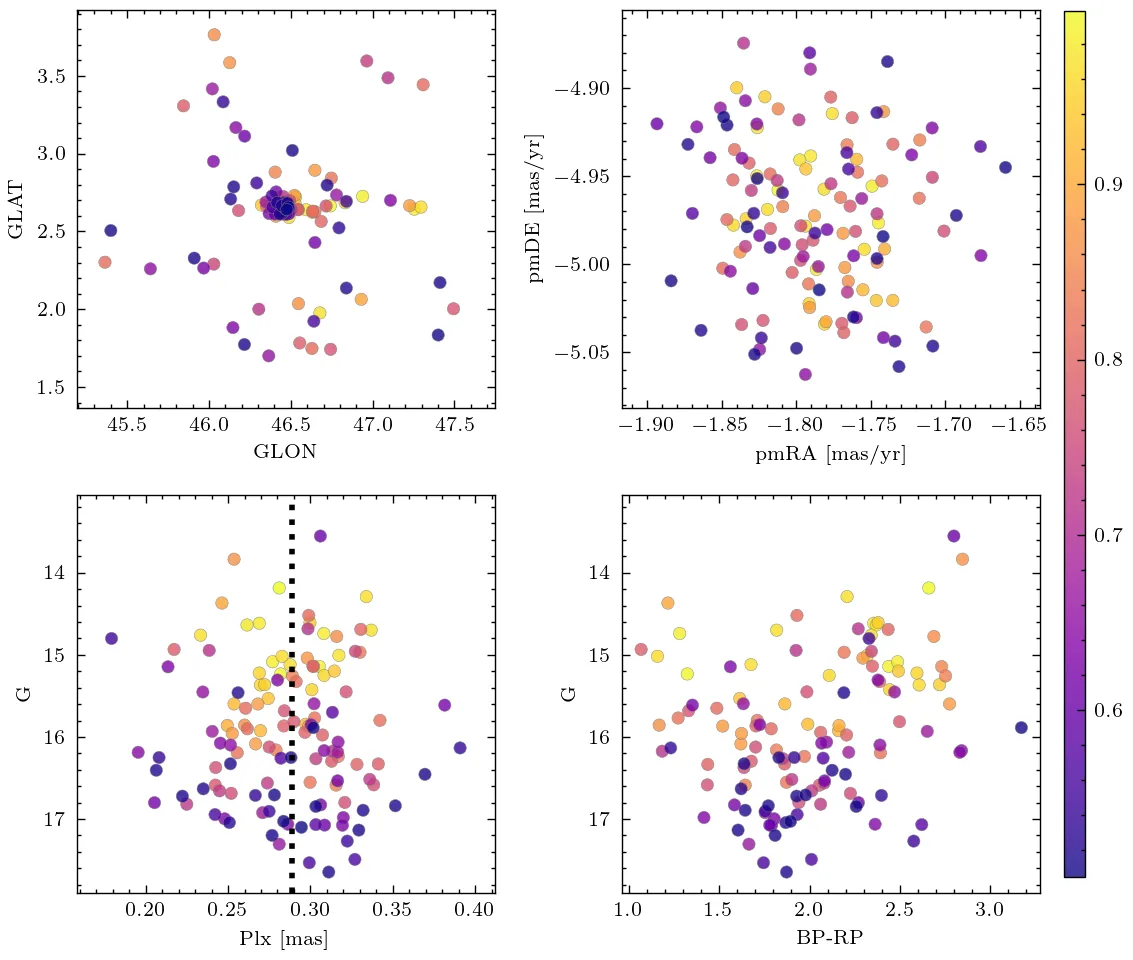 3.5
3.0
2.5
2.0
1.5
GLAT
45.5 46.0 46.5 47.0 47.5
GLON
−4.90
−4.95
−5.00
−5.05
pmDE [mas/yr]
−1.90 −1.85 −1.80 −1.75 −1.70 −1.65
pmRA [mas/yr]
14
15
16
17
G
0.20 0.25 0.30 0.35 0.40
Plx [mas]
14
15
16
17
G
1.0 1.5 2.0 2.5 3.0
BP-RP
0.9
0.8
0.7
0.6